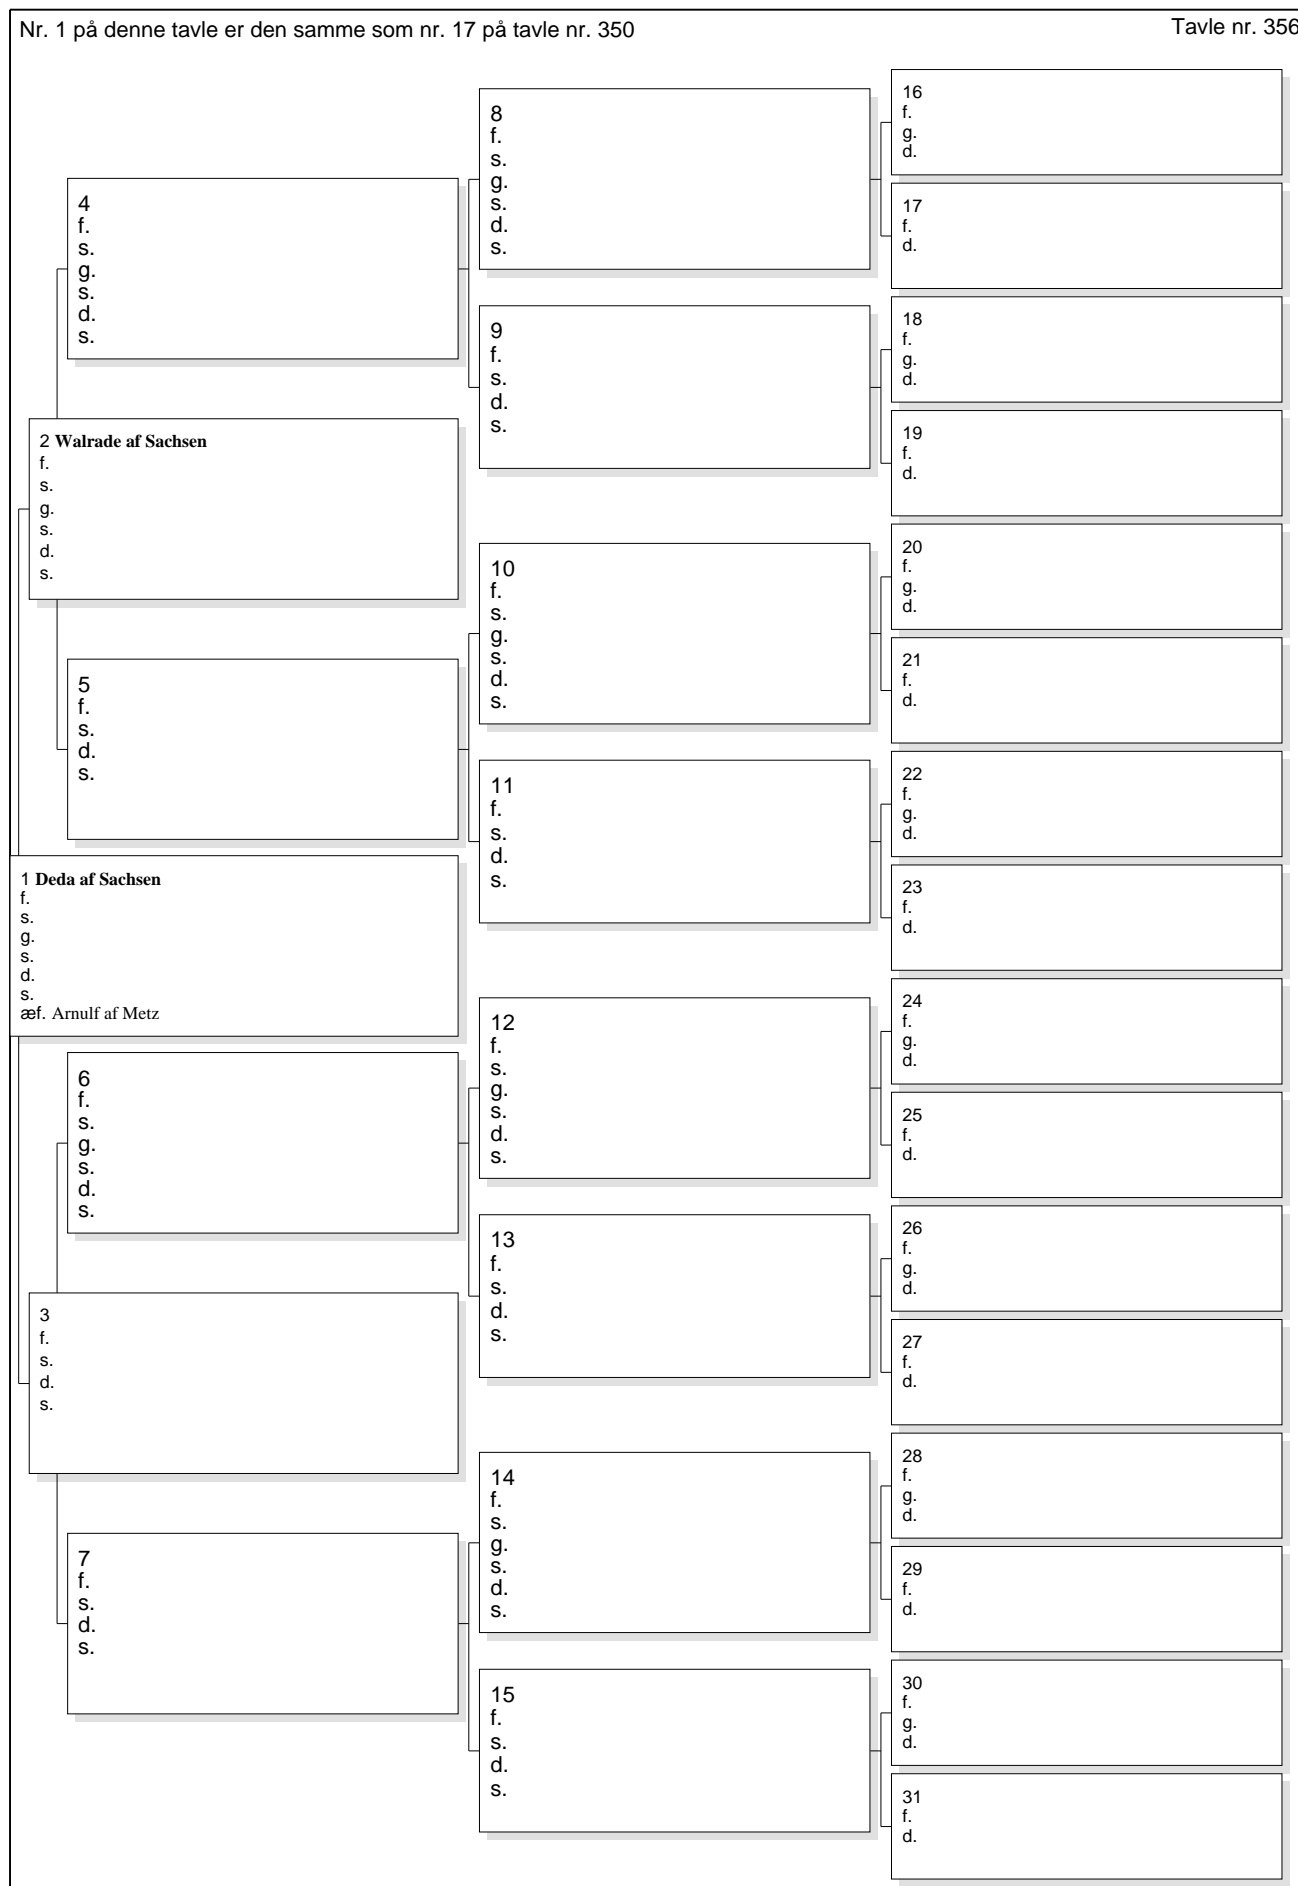 Nr. 1 på denne tavle er den samme som nr. 17 på tavle nr. 350
Tavle nr. 356
4
f.
s.
g.
s.
d.
s.
2 Walrade af Sachsen
f.
s.
g.
s.
d.
s.
5
f.
s.
d.
s.
1 Deda af Sachsen
f.
s.
g.
s.
d.
s.
æf. Arnulf af Metz
6
f.
s.
g.
s.
d.
s.
3
f.
s.
d.
s.
7
f.
s.
d.
s.
8
f.
s.
g.
s.
d.
s.
9
f.
s.
d.
s.
10
f.
s.
g.
s.
d.
s.
11
f.
s.
d.
s.
12
f.
s.
g.
s.
d.
s.
13
f.
s.
d.
s.
14
f.
s.
g.
s.
d.
s.
15
f.
s.
d.
s.
16
f.
g.
d.
17
f.
d.
18
f.
g.
d.
19
f.
d.
20
f.
g.
d.
21
f.
d.
22
f.
g.
d.
23
f.
d.
24
f.
g.
d.
25
f.
d.
26
f.
g.
d.
27
f.
d.
28
f.
g.
d.
29
f.
d.
30
f.
g.
d.
31
f.
d.